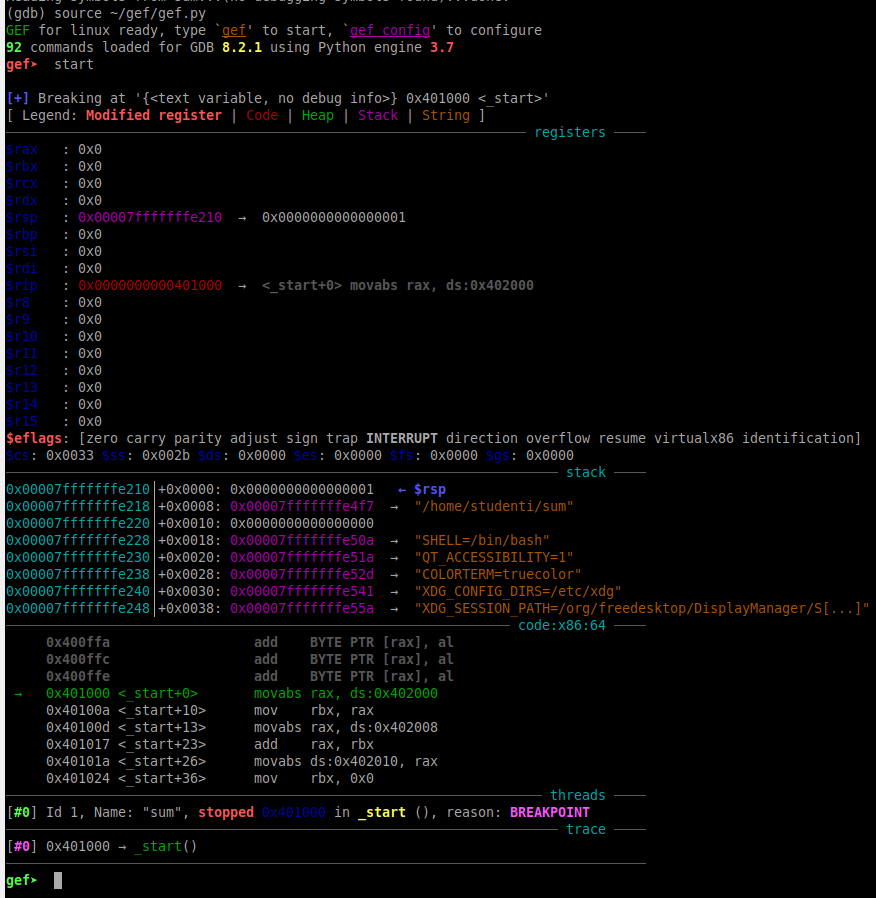 (gdb) source ~/gef/gef.py
GEF for linux ready, type `gef' to start, `gef config' to configure
92 commands loaded for GDB 8.2.1 using Python engine 3.7
gef➤  start
[+] Breaking at '{<text variable, no debug info>} 0x401000 <_start>'
[ Legend: Modified register | Code | Heap | Stack | String ]
registers
$rax   : 0x0
$rbx   : 0x0
$rcx   : 0x0
$rdx   : 0x0
$rsp   : 0x00007fffffffe210  →  0x0000000000000001
$rbp   : 0x0
$rsi   : 0x0
$rdi   : 0x0
$rip   : 0x0000000000401000  →  <_start+0> movabs rax, ds:0x402000
$r8    : 0x0
$r9    : 0x0
$r10   : 0x0
$r11   : 0x0
$r12   : 0x0
$r13   : 0x0
$r14   : 0x0
$r15   : 0x0
$eflags: [zero carry parity adjust sign trap INTERRUPT direction overflow resume virtualx86 identification]
$cs: 0x0033 $ss: 0x002b $ds: 0x0000 $es: 0x0000 $fs: 0x0000 $gs: 0x0000
stack
0x00007fffffffe210│+0x0000: 0x0000000000000001   ← $rsp
0x00007fffffffe218│+0x0008: 0x00007fffffffe4f7  →  "/home/studenti/sum"
0x00007fffffffe220│+0x0010: 0x0000000000000000
0x00007fffffffe228│+0x0018: 0x00007fffffffe50a  →  "SHELL=/bin/bash"
0x00007fffffffe230│+0x0020: 0x00007fffffffe51a  →  "QT_ACCESSIBILITY=1"
0x00007fffffffe238│+0x0028: 0x00007fffffffe52d  →  "COLORTERM=truecolor"
0x00007fffffffe240│+0x0030: 0x00007fffffffe541  →  "XDG_CONFIG_DIRS=/etc/xdg"
0x00007fffffffe248│+0x0038: 0x00007fffffffe55a  →  "XDG_SESSION_PATH=/org/freedesktop/DisplayManager/S[...]"
code:x86:64
0x400ffa                  add    BYTE PTR [rax], al
0x400ffc                  add    BYTE PTR [rax], al
0x400ffe                  add    BYTE PTR [rax], al
→   0x401000 <_start+0>       movabs rax, ds:0x402000
0x40100a <_start+10>      mov    rbx, rax
0x40100d <_start+13>      movabs rax, ds:0x402008
0x401017 <_start+23>      add    rax, rbx
0x40101a <_start+26>      movabs ds:0x402010, rax
0x401024 <_start+36>      mov    rbx, 0x0
threads
[#0] Id 1, Name: "sum", stopped 0x401000 in _start (), reason: BREAKPOINT
trace
[#0] 0x401000 → _start()
gef➤